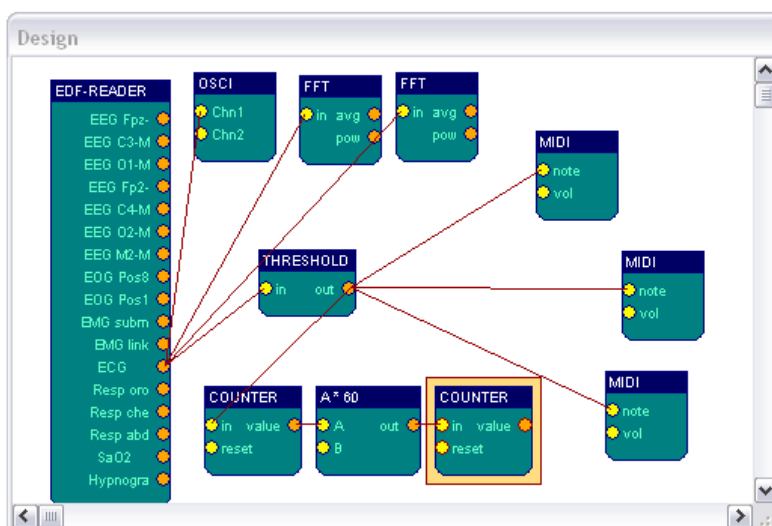 Design
EDF-READER
EEG Fpz-
EEG C3-M
EEG O1-M
EEG Fp2-
EEG C4-M
EEG O2-M
EEG M2-M
EOG Pos8
EOG Pos1
EMG subm
EMG link
ECG
Resp oro
Resp che
Resp abd
SaO2
Hypnogra
OSCI
Chn1
Chn2
FFT
in avg
pow
FFT
in avg
pow
MIDI
note
vol
THRESHOLD
in out
MIDI
note
vol
MIDI
note
vol
COUNTER
in value
reset
A * 60
A out
B
COUNTER
in value
reset